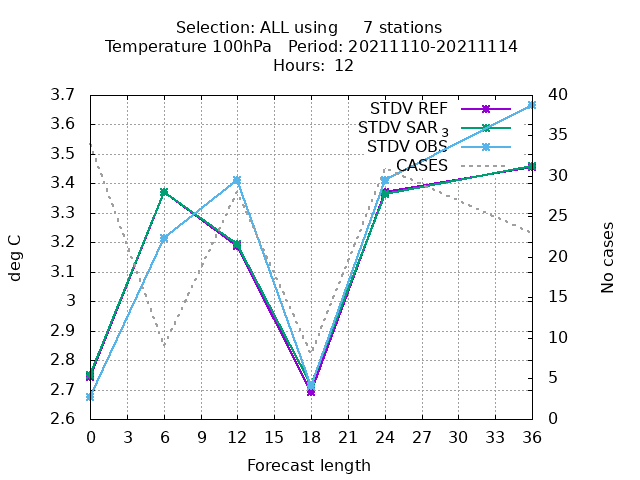 Selection: ALL using 7 stations
Temperature 100hPa Period: 20211110-20211114
Hours: 12
3.7
3.6
3.5
3.4
3.3
3.2
3.1
3
2.9
2.8
2.7
2.6
deg C
STDV REF
STDV SAR₃
STDV OBS
CASES
40
35
30
25
20
15
10
5
0
No cases
0 3 6 9 12 15 18 21 24 27 30 33 36
Forecast length